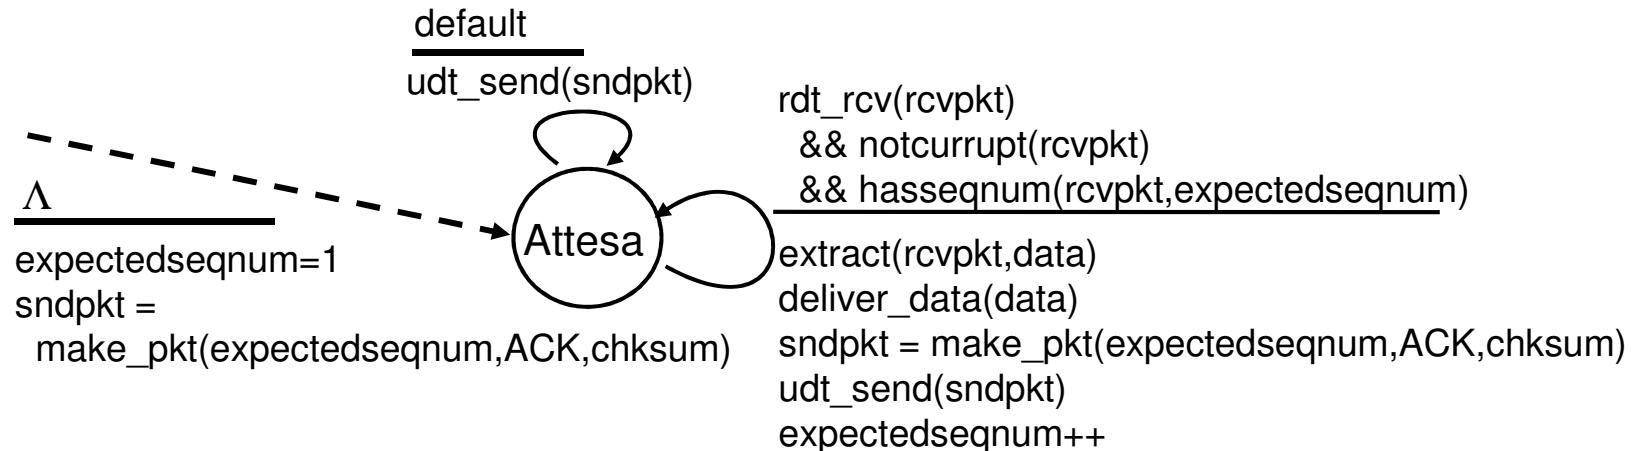 default
udt_send(sndpkt)
rdt_rcv(rcvpkt)
&& notcurrupt(rcvpkt)
&& hasseqnum(rcvpkt,expectedseqnum)
Λ
expectedseqnum=1
sndpkt =
make_pkt(expectedseqnum,ACK,chksum)
Attesa
extract(rcvpkt,data)
deliver_data(data)
sndpkt = make_pkt(expectedseqnum,ACK,chksum)
udt_send(sndpkt)
expectedseqnum++